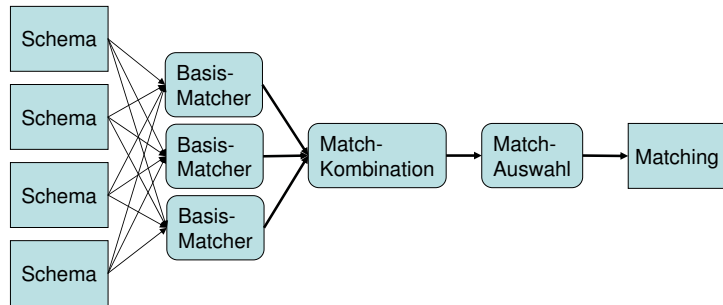 Schema
Schema
Schema
Schema
Basis-
Matcher
Basis-
Matcher
Basis-
Matcher
Match-
Kombination
Match-
Auswahl
Matching